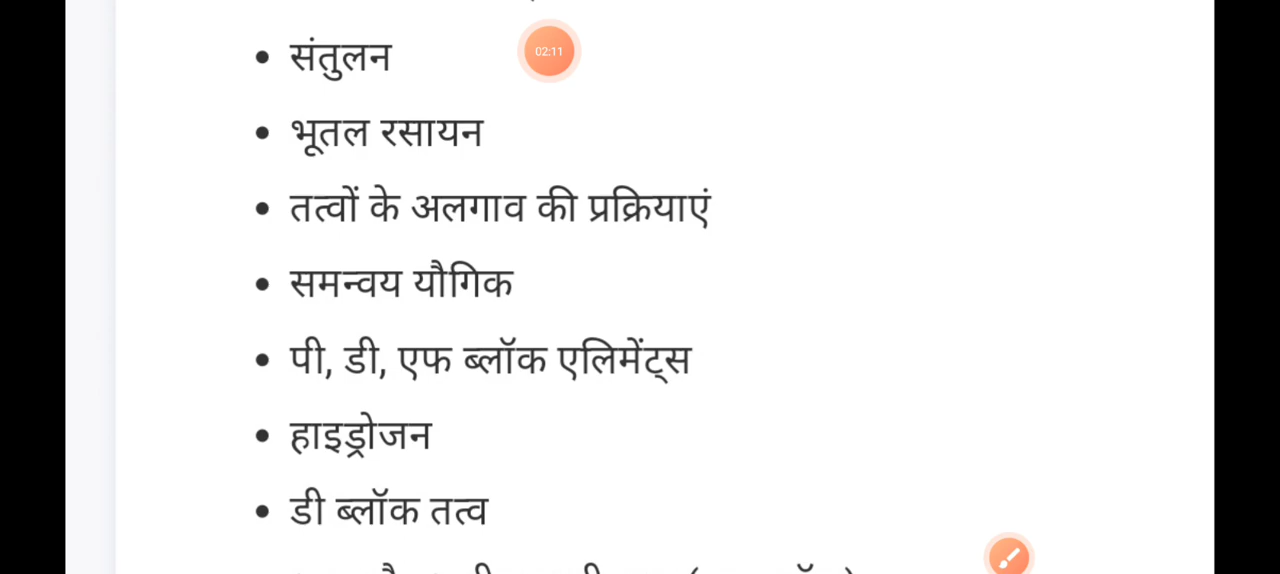 संतुलन
02:11
भूतल रसायन
तत्वों के अलगाव की प्रक्रियाएं
समन्वय यौगिक
पी, डी, एफ ब्लॉक एलिमेंट्स
हाइड्रोजन
डी ब्लॉक तत्व